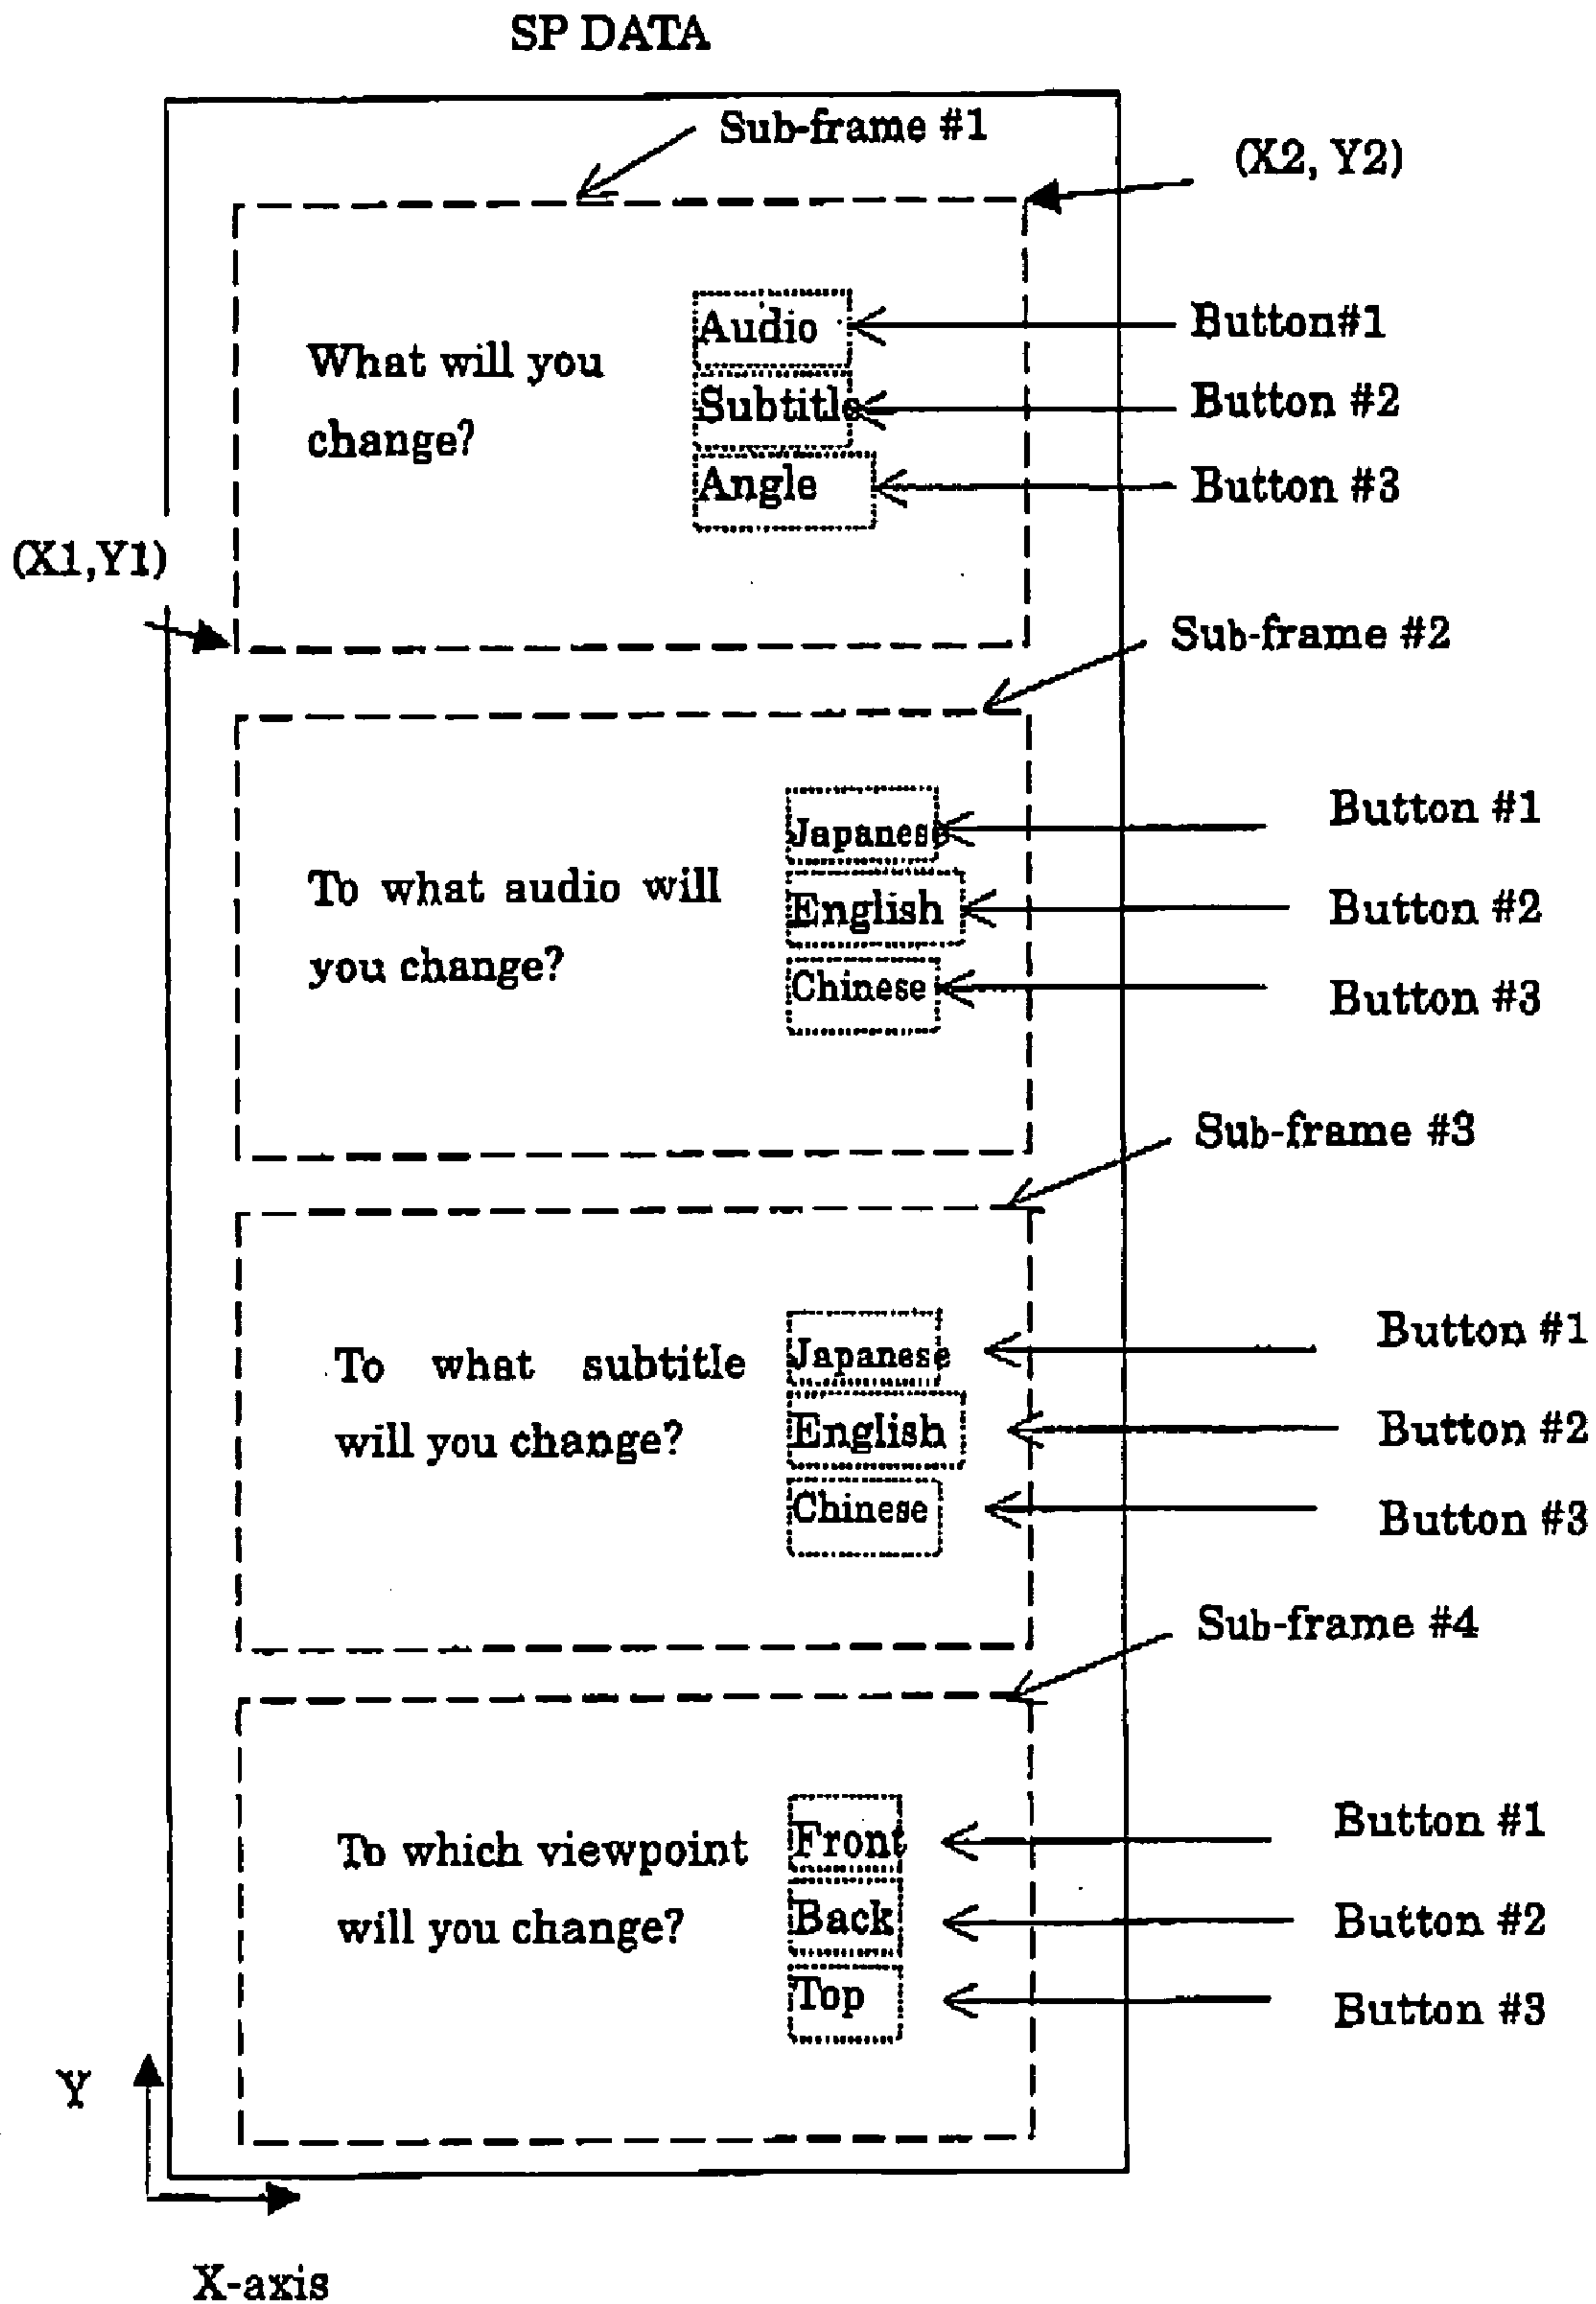 SP DATA
Sub-frame #1
(X2, Y2)
What will you
change?
Audio
Subtitle
Angle
Button#1
Button #2
Button #3
(X1,Y1)
Sub-frame #2
To what audio will
you change?
Japanese
English
Chinese
Button #1
Button #2
Button #3
Sub-frame #3
To what subtitle
will you change?
Japanese
English
Chinese
Button #1
Button #2
Button #3
Sub-frame #4
To which viewpoint
will you change?
Front
Back
Top
Button #1
Button #2
Button #3
Y
X-axis